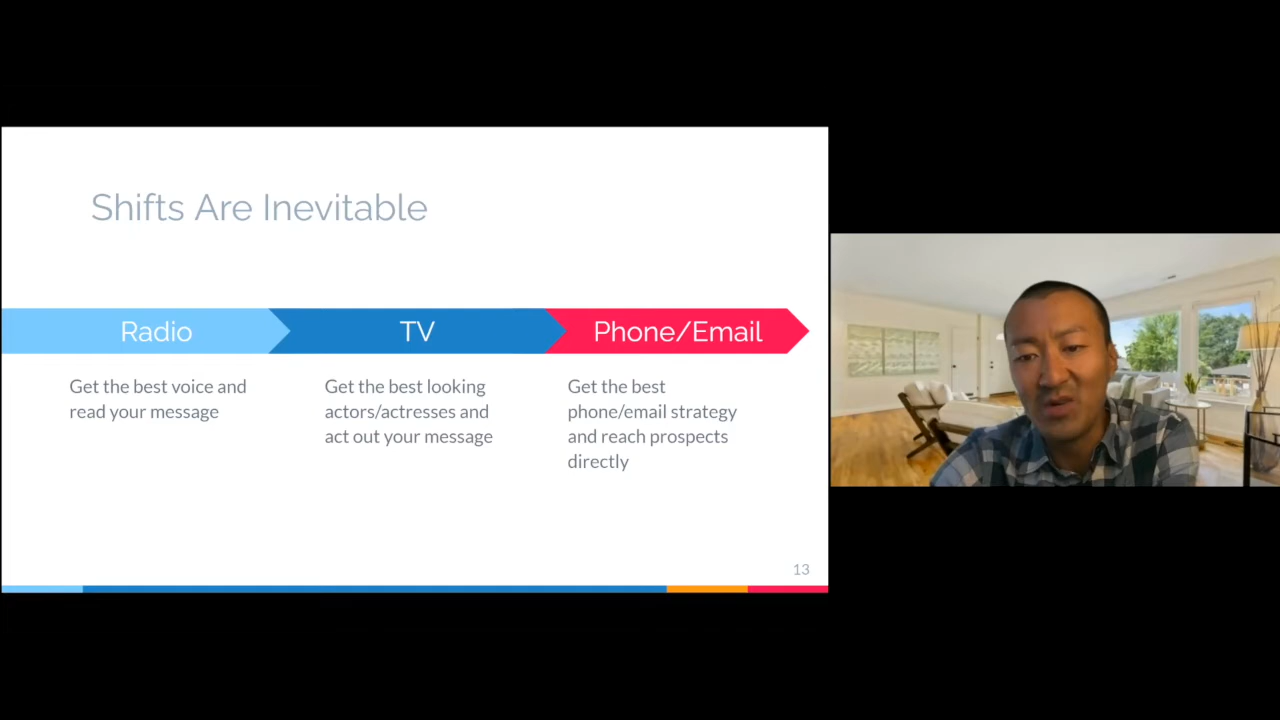 Shifts Are Inevitable
Radio
TV
Phone/Email
Get the best voice and
read your message
Get the best looking
actors/actresses and
act out your message
Get the best
phone/email strategy
and reach prospects
directly
13